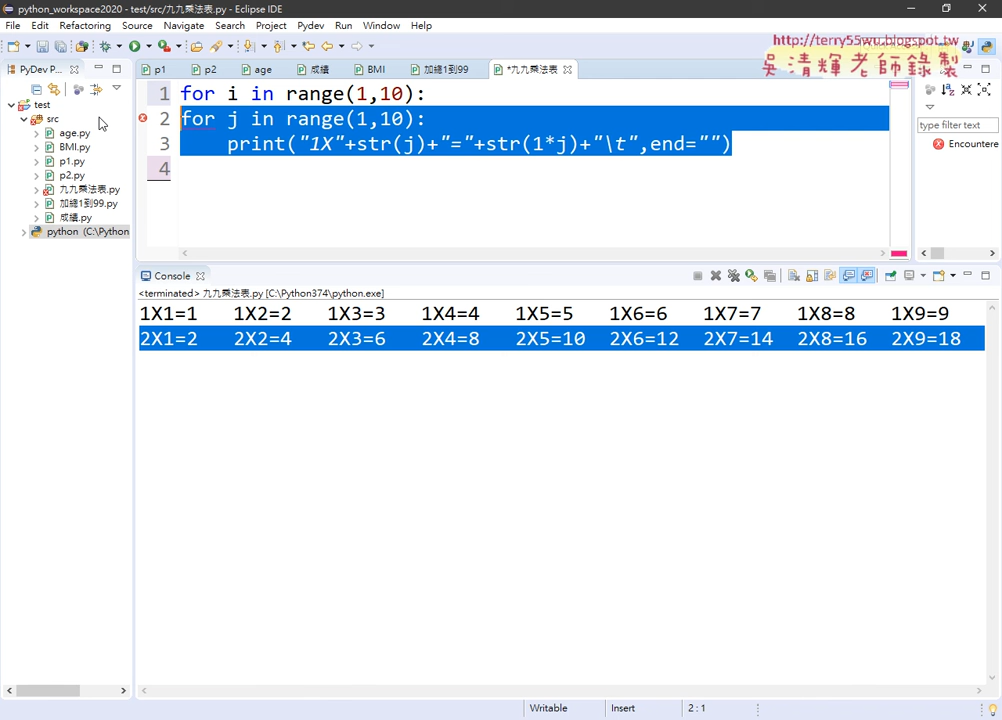 python_workspace2020 - test/src/九九乘法表.py - Eclipse IDE
File Edit Refactoring Source Navigate Search Project Pydev Run Window Help
http://terry55wu.blogspot.tw
吳清輝老師錄製
PyDev P...
p1 p2 age 成績 BMI 加總1到99 *九九乘法表
test
src
age.py
BMI.py
p1.py
p2.py
九九乘法表.py
加總1到99.py
成績.py
python (C:\Python
1 for i in range(1,10):
2 for j in range(1,10):
3 print("1X"+str(j)+"="+str(1*j)+"\t",end="")
4
type filter text
Encountere
Console
<terminated> 九九乘法表.py [C:\Python374\python.exe]
1X1=1 1X2=2 1X3=3 1X4=4 1X5=5 1X6=6 1X7=7 1X8=8 1X9=9
2X1=2 2X2=4 2X3=6 2X4=8 2X5=10 2X6=12 2X7=14 2X8=16 2X9=18
Writable Insert 2 : 1